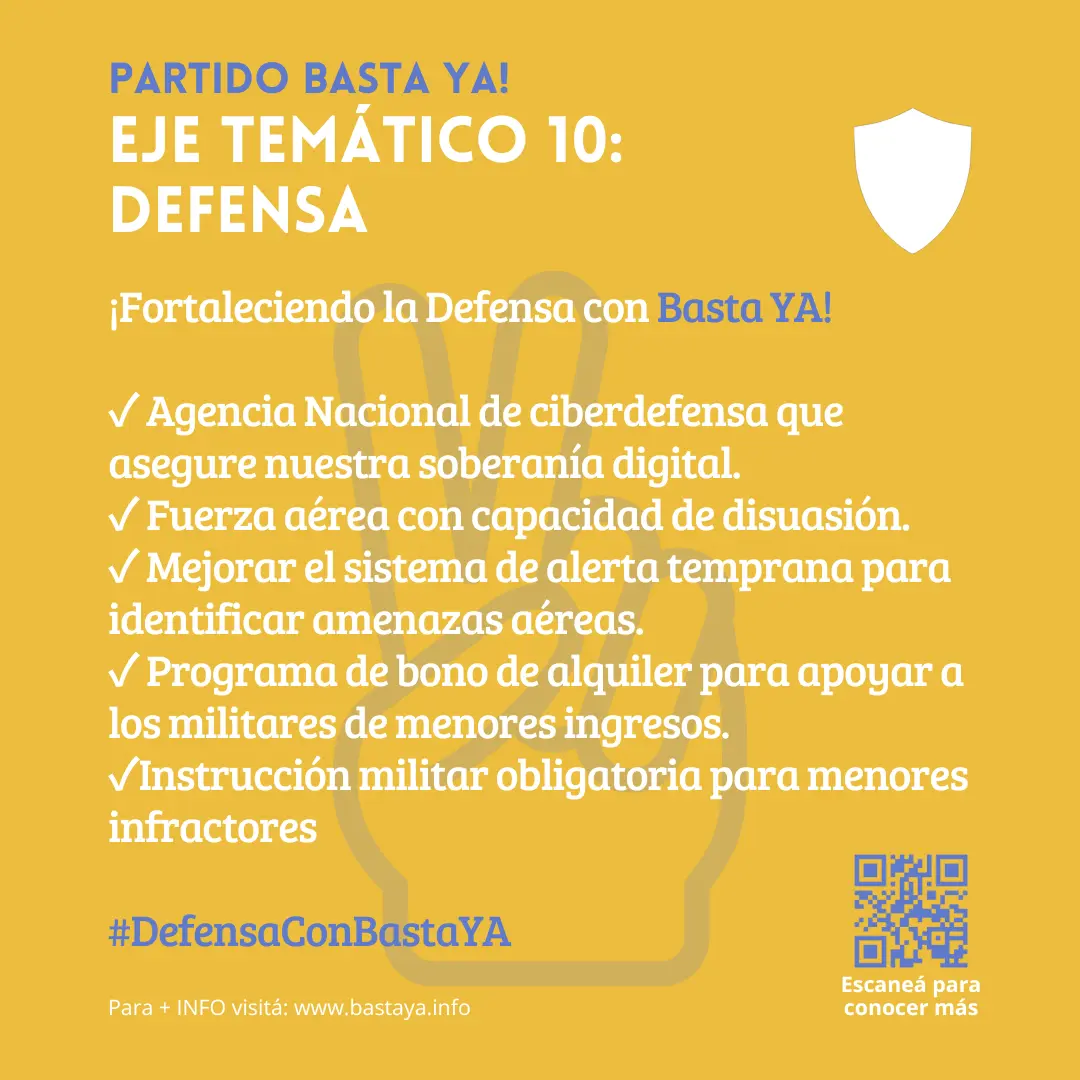 PARTIDO BASTA YA!
EJE TEMÁTICO 10:
DEFENSA
¡Fortaleciendo la Defensa con Basta YA!
✓ Agencia Nacional de ciberdefensa que
asegure nuestra soberanía digital.
✓ Fuerza aérea con capacidad de disuasión.
✓ Mejorar el sistema de alerta temprana para
identificar amenazas aéreas.
✓ Programa de bono de alquiler para apoyar a
los militares de menores ingresos.
✓Instrucción militar obligatoria para menores
infractores
#DefensaConBastaYA
Para + INFO visitá: www.bastaya.info
Escaneá para
conocer más